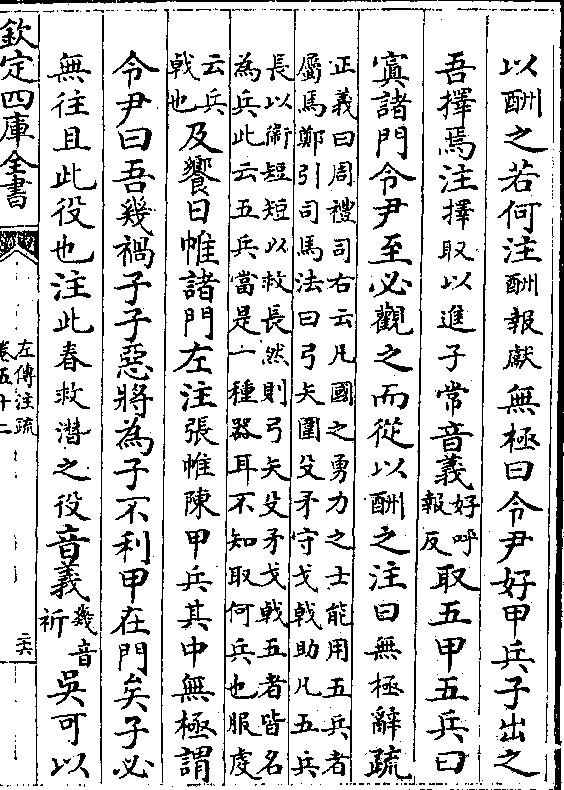 以酬之若何注酬報獻無極曰令尹好甲兵子出之
吾擇焉注擇取以進子常音義好呼報反取五甲五兵曰
寘諸門令尹至必觀之而從以酬之注曰無極辭疏
正義曰周禮司右云凡國之勇力之士能用五兵者
屬焉鄭引司馬法曰弓矢圍殳矛守戈戟助凡五兵
長以衞短短以救長然則弓矢殳矛戈戟五者皆名
為兵此云五兵當是一種器耳不知取何兵也服虔
云兵戟也及饗日帷諸門左注張帷陳甲兵其中無極謂
令尹曰吾幾禍子子惡將為子不利甲在門矣子必
無往且此役也注此春救潛之役音義幾音祈吳可以
欽定四庫全書
左傳注疏
卷五十二
二六